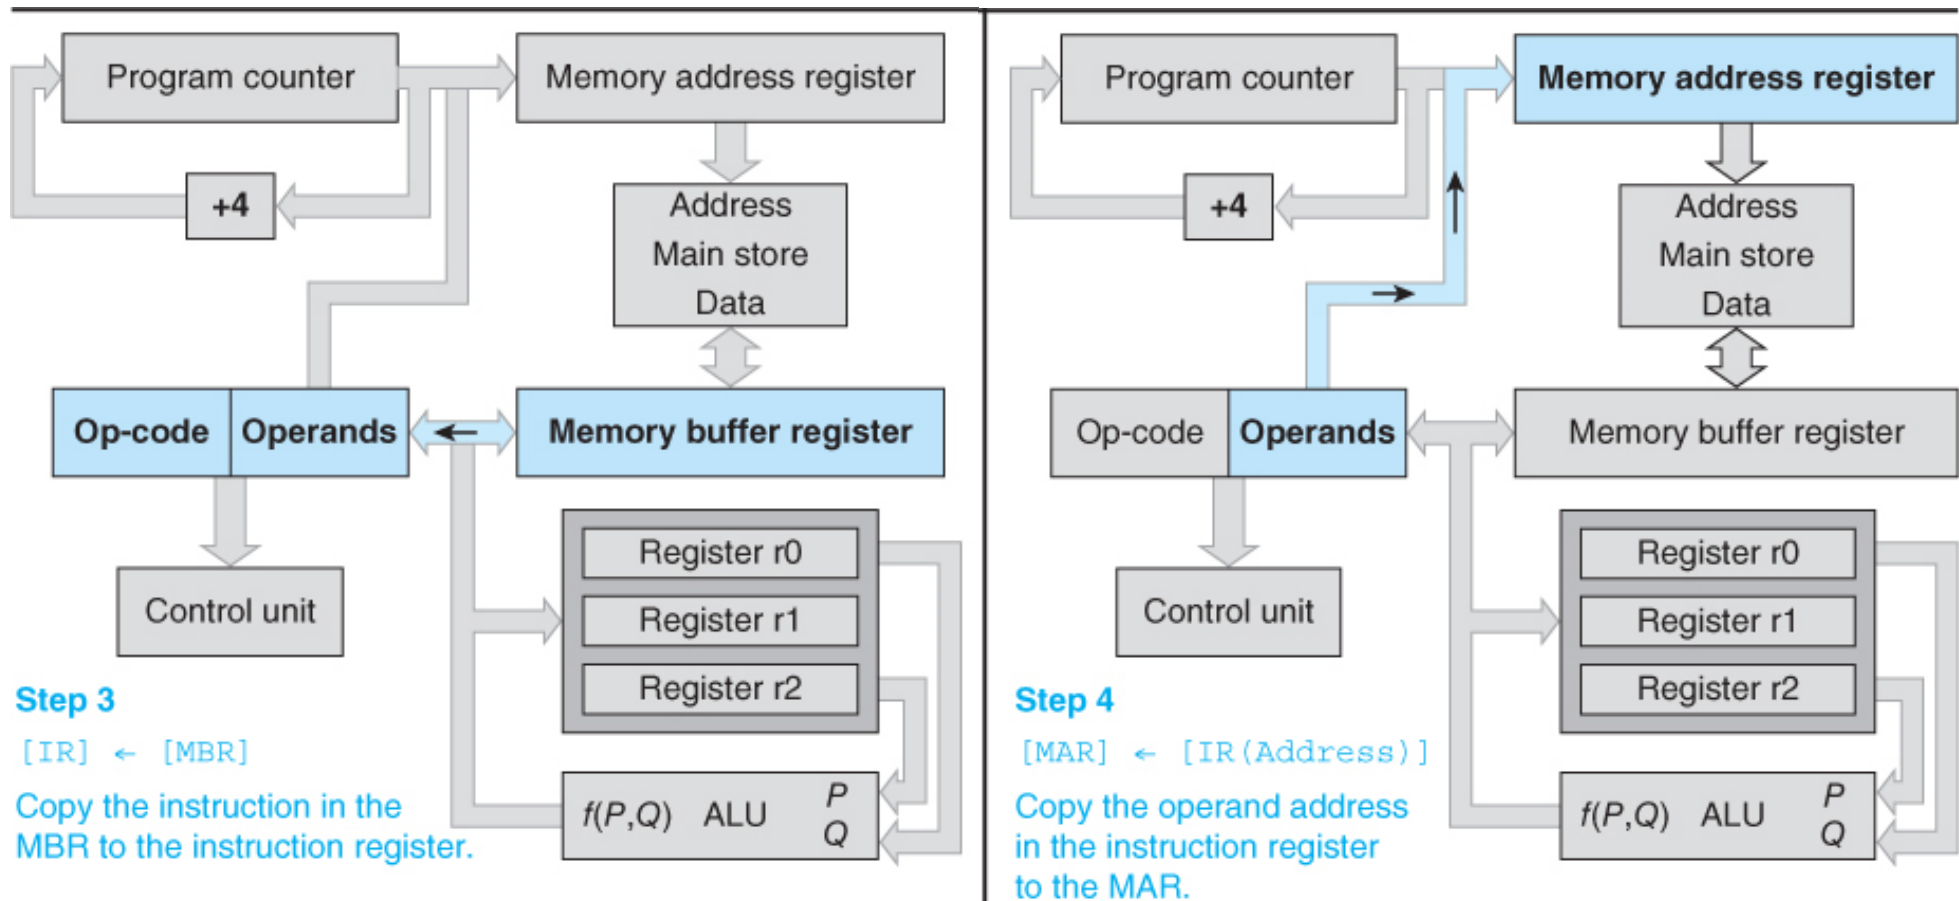 Program counter
Memory address register
+4
Address
Main store
Data
Op-code
Operands
Memory buffer register
Control unit
Register r0
Register r1
Register r2
f(P,Q) ALU
P
Q
Step 3
[IR] ← [MBR]
Copy the instruction in the
MBR to the instruction register.
Program counter
Memory address register
+4
Address
Main store
Data
Op-code
Operands
Memory buffer register
Control unit
Register r0
Register r1
Register r2
f(P,Q) ALU
P
Q
Step 4
[MAR] ← [IR(Address)]
Copy the operand address
in the instruction register
to the MAR.